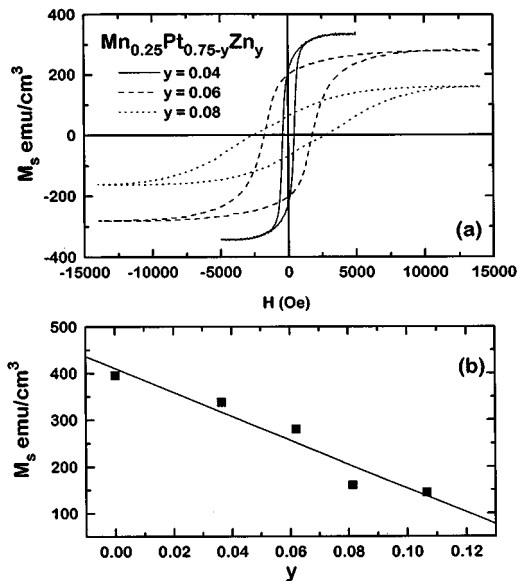 Mn0.25Pt0.75-yZny
y = 0.04
y = 0.06
y = 0.08
400
200
0
-200
-400
Ms emu/cm3
(a)
-15000 -10000 -5000 0 5000 10000 15000
H (Oe)
500
400
300
200
100
Ms emu/cm3
(b)
0.00 0.02 0.04 0.06 0.08 0.10 0.12
y